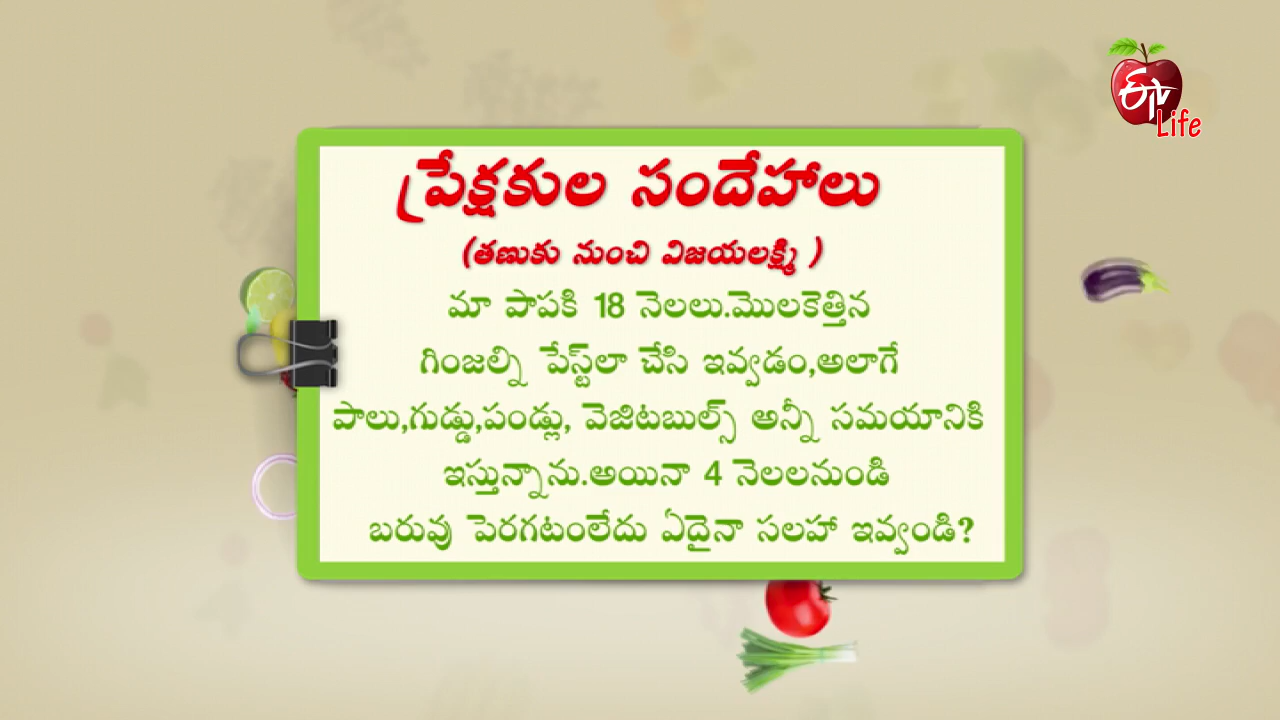 ఈtv
Life
ప్రేక్షకుల సందేహాలు
(తణుకు నుంచి విజయలక్ష్మి )
మా పాపకి 18 నెలలు.మొలకెత్తిన
గింజల్ని పేస్ట్‌లా చేసి ఇవ్వడం,అలాగే
పాలు,గుడ్డు,పండ్లు, వెజిటబుల్స్ అన్నీ సమయానికి
ఇస్తున్నాను.అయినా 4 నెలలనుండి
బరువు పెరగటంలేదు ఏదైనా సలహా ఇవ్వండి?